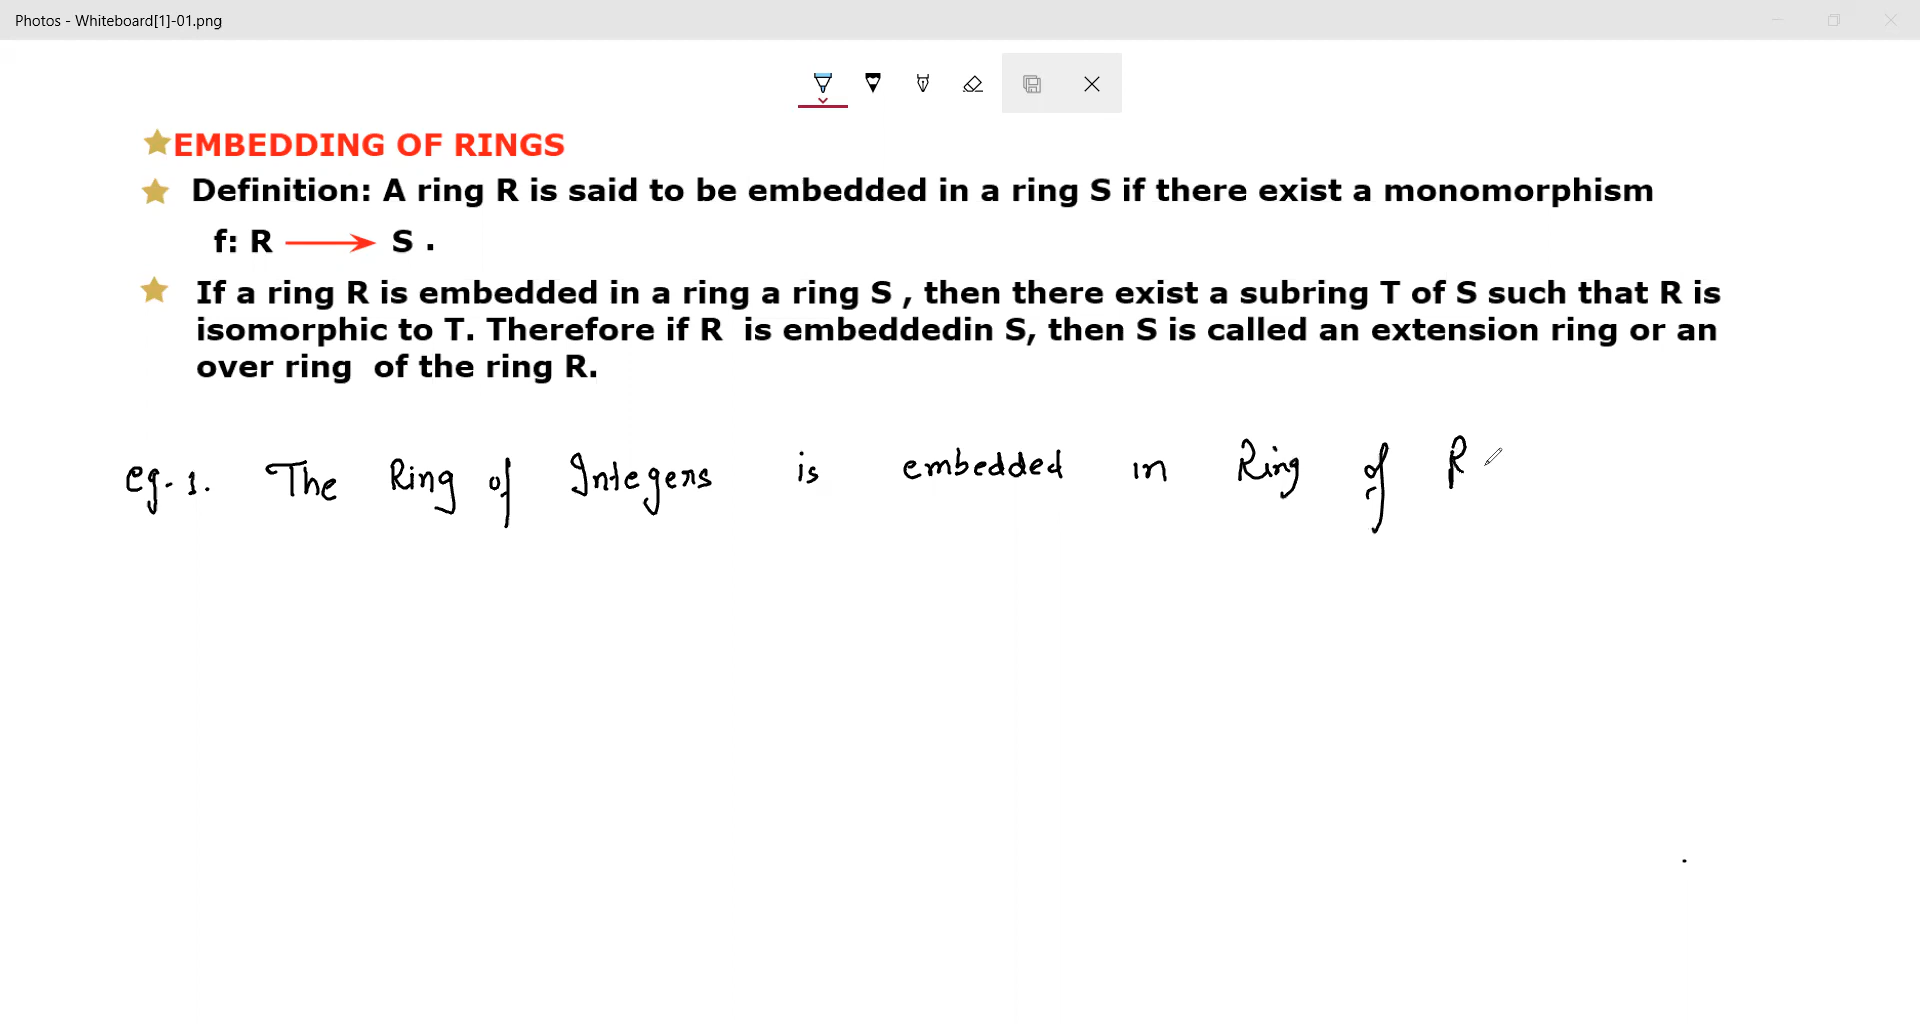 Photos - Whiteboard[1]-01.png
EMBEDDING OF RINGS
Definition: A ring R is said to be embedded in a ring S if there exist a monomorphism
f: R ⟶ S .
If a ring R is embedded in a ring a ring S , then there exist a subring T of S such that R is
isomorphic to T. Therefore if R is embeddedin S, then S is called an extension ring or an
over ring of the ring R.
eg-1. The Ring of Integers is embedded in Ring of R